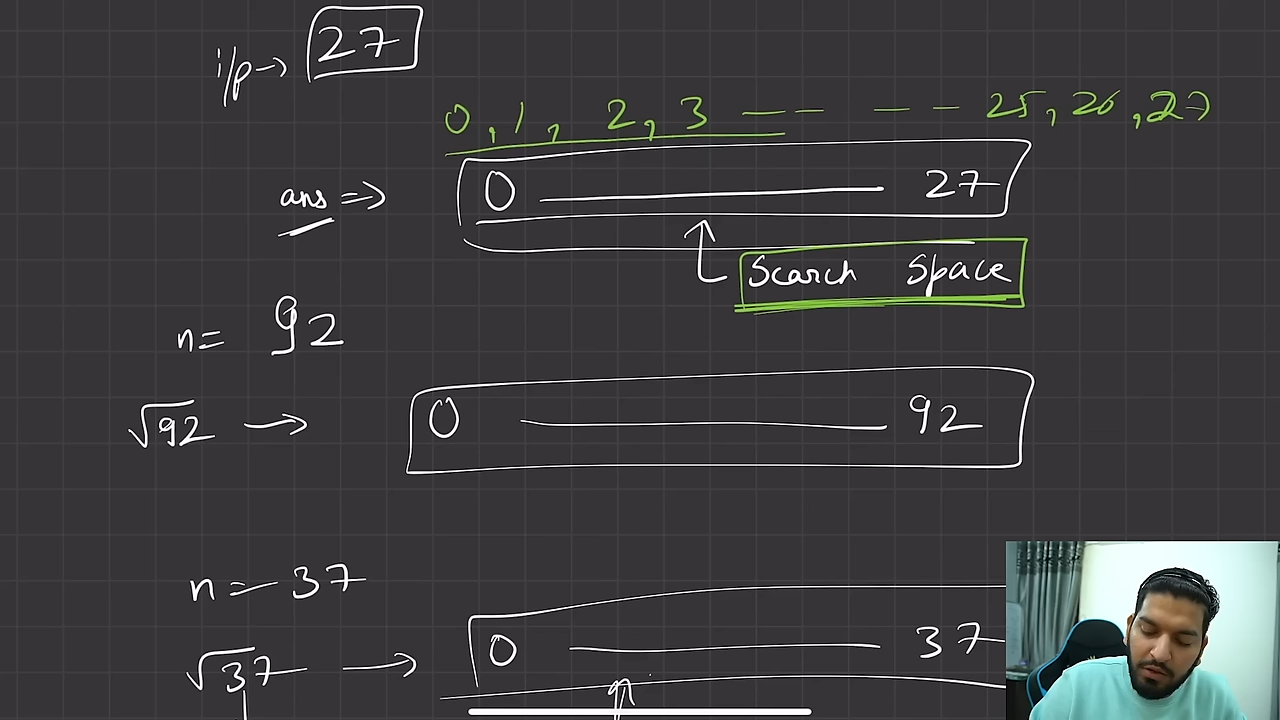 i/p → 27
0, 1, 2, 3 — — — — — 25, 26, 27
ans ⇒ 0 —— 27
Search Space
n = 92
√92 → 0 —— 92
n = 37
√37 → 0 —— 37